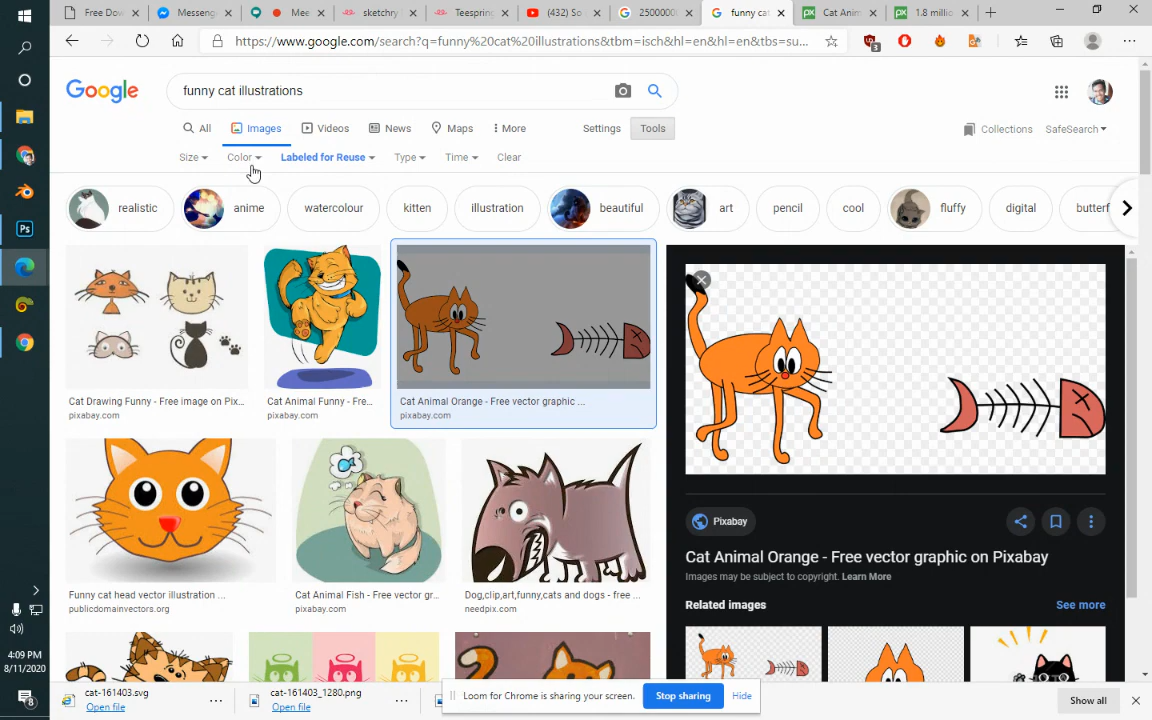 Free Dow
Messeng
Mee
sketchry
Teespring
(432) So
2500000
funny cat
Cat Anim
1.8 millio
https://www.google.com/search?q=funny%20cat%20illustrations&tbm=isch&hl=en&hl=en&tbs=su...
3
Google
funny cat illustrations
All
Images
Videos
News
Maps
More
Settings
Tools
Collections
SafeSearch
Size
Color
Labeled for Reuse
Type
Time
Clear
realistic
anime
watercolour
kitten
illustration
beautiful
art
pencil
cool
fluffy
digital
butterf
Cat Drawing Funny - Free image on Pix...
pixabay.com
Cat Animal Funny - Fre...
pixabay.com
Cat Animal Orange - Free vector graphic ...
pixabay.com
Pixabay
Cat Animal Orange - Free vector graphic on Pixabay
Images may be subject to copyright. Learn More
Funny cat head vector illustration ...
publicdomainvectors.org
Cat Animal Fish - Free vector gr...
pixabay.com
Dog,clip,art,funny,cats and dogs - free ...
needpix.com
Related images
See more
Ps
4:09 PM
8/11/2020
8
cat-161403.svg
Open file
cat-161403_1280.png
Open file
Loom for Chrome is sharing your screen.
Stop sharing
Hide
Show all